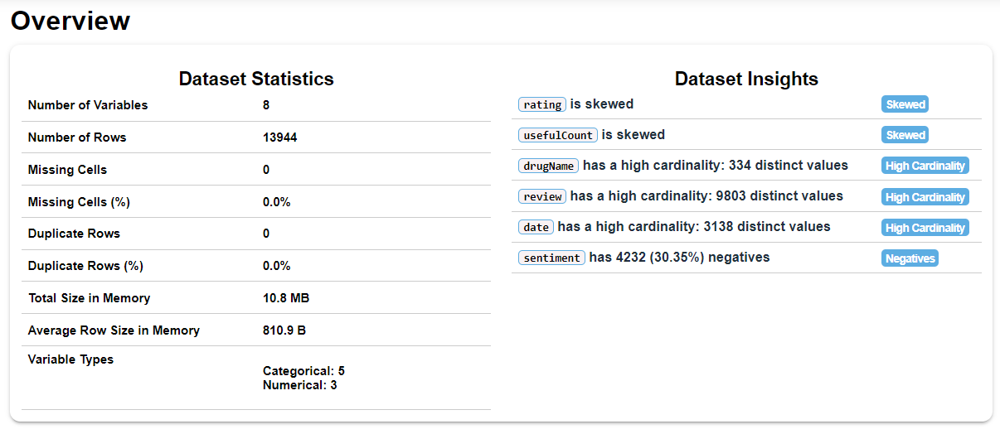 Overview
Dataset Statistics
Number of Variables 8
Number of Rows 13944
Missing Cells 0
Missing Cells (%) 0.0%
Duplicate Rows 0
Duplicate Rows (%) 0.0%
Total Size in Memory 10.8 MB
Average Row Size in Memory 810.9 B
Variable Types
Categorical: 5
Numerical: 3
Dataset Insights
rating is skewed Skewed
usefulCount is skewed Skewed
drugName has a high cardinality: 334 distinct values High Cardinality
review has a high cardinality: 9803 distinct values High Cardinality
date has a high cardinality: 3138 distinct values High Cardinality
sentiment has 4232 (30.35%) negatives Negatives